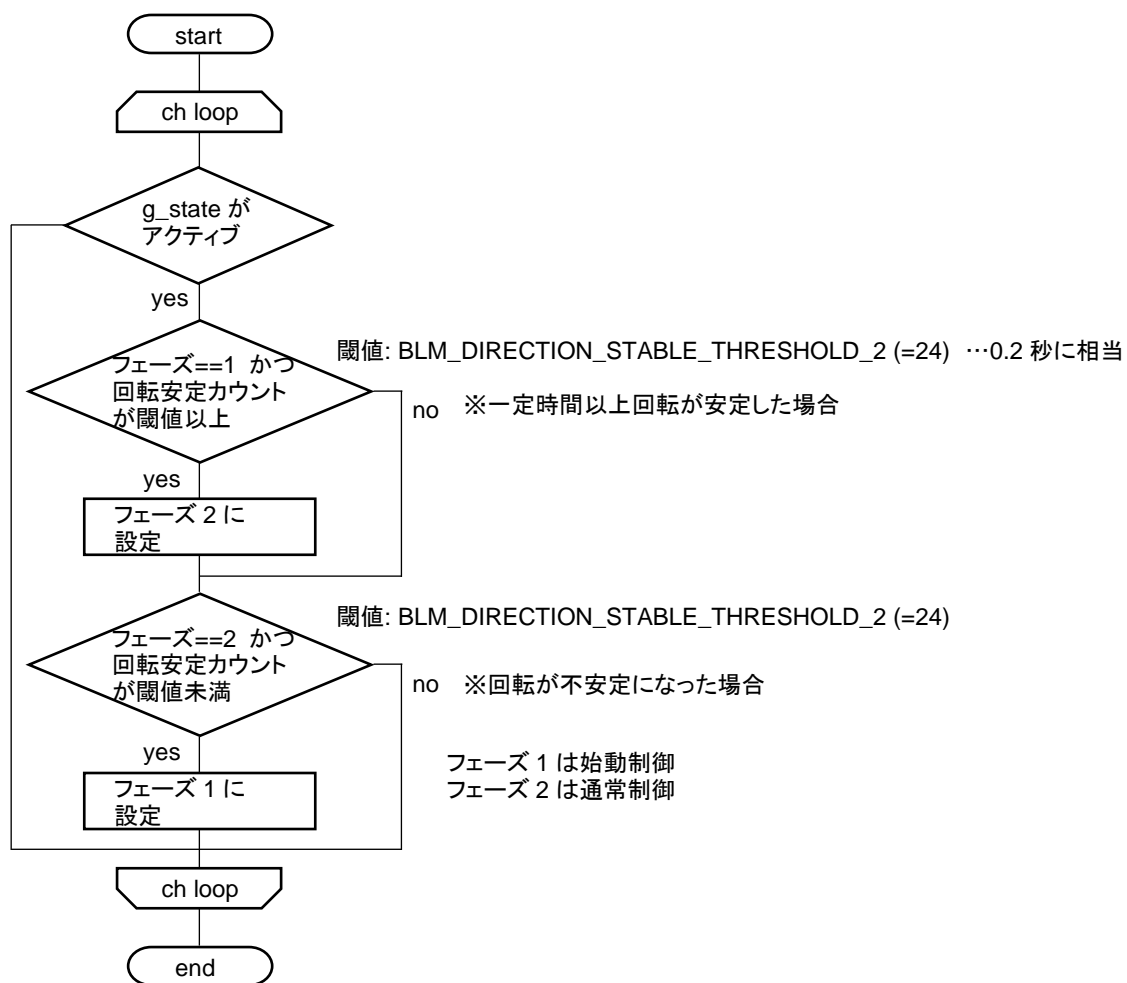 start
ch loop
g_state が
アクティブ
yes
フェーズ==1 かつ
回転安定カウント
が閾値以上
閾値: BLM_DIRECTION_STABLE_THRESHOLD_2 (=24) …0.2 秒に相当
no ※一定時間以上回転が安定した場合
yes
フェーズ 2 に
設定
閾値: BLM_DIRECTION_STABLE_THRESHOLD_2 (=24)
フェーズ==2 かつ
回転安定カウント
が閾値未満
no ※回転が不安定になった場合
yes
フェーズ 1 に
設定
フェーズ 1 は始動制御
フェーズ 2 は通常制御
ch loop
end